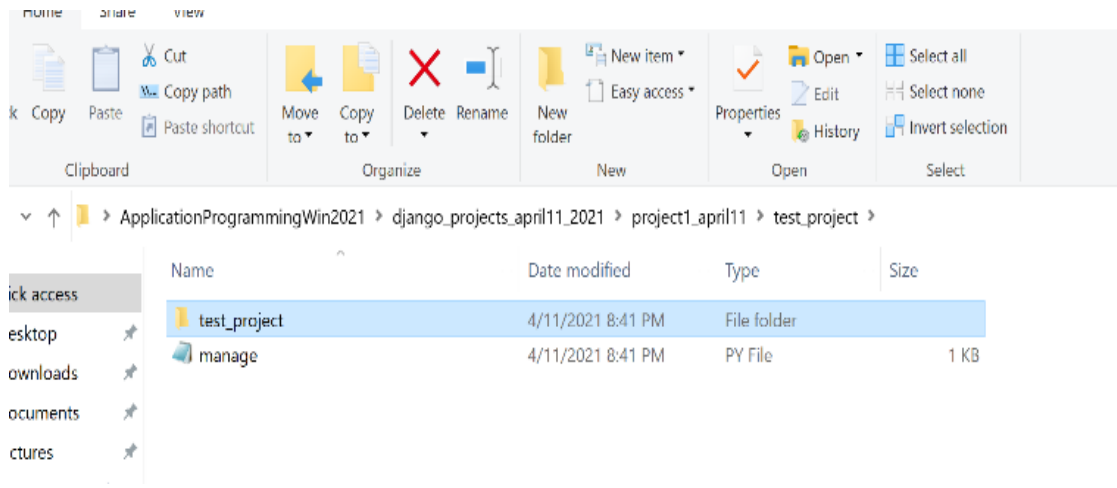 Home Share View
Cut
Copy path
Paste shortcut
k Copy Paste
Move to
Copy to
Delete Rename
New folder
New item
Easy access
Properties
Open
Edit
History
Select all
Select none
Invert selection
Clipboard Organize New Open Select
> ApplicationProgrammingWin2021 > django_projects_april11_2021 > project1_april11 > test_project >
Name Date modified Type Size
ick access
test_project 4/11/2021 8:41 PM File folder
esktop
manage 4/11/2021 8:41 PM PY File 1 KB
ownloads
ocuments
ctures